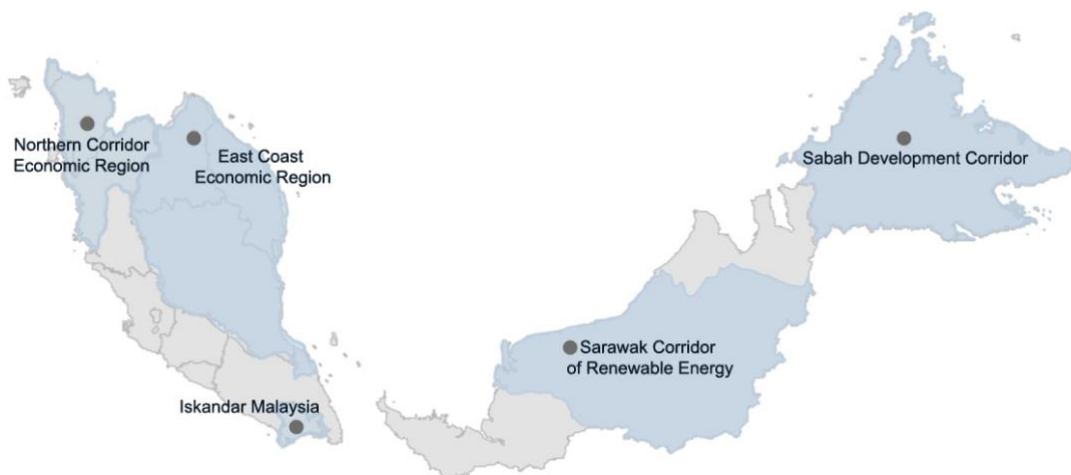 Northern Corridor
Economic Region
East Coast
Economic Region
Sabah Development Corridor
Sarawak Corridor
of Renewable Energy
Iskandar Malaysia